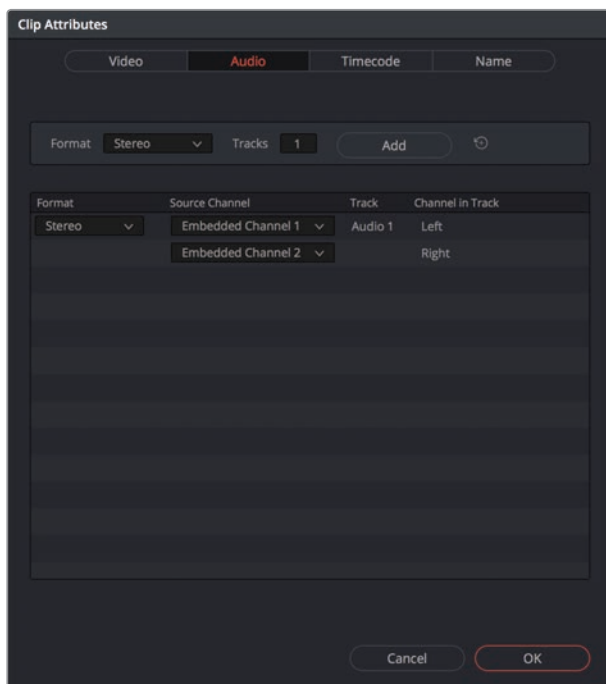 Clip Attributes
Video Audio Timecode Name
Format Stereo Tracks 1 Add
Format Source Channel Track Channel in Track
Stereo Embedded Channel 1 Audio 1 Left
Embedded Channel 2 Right
Cancel OK